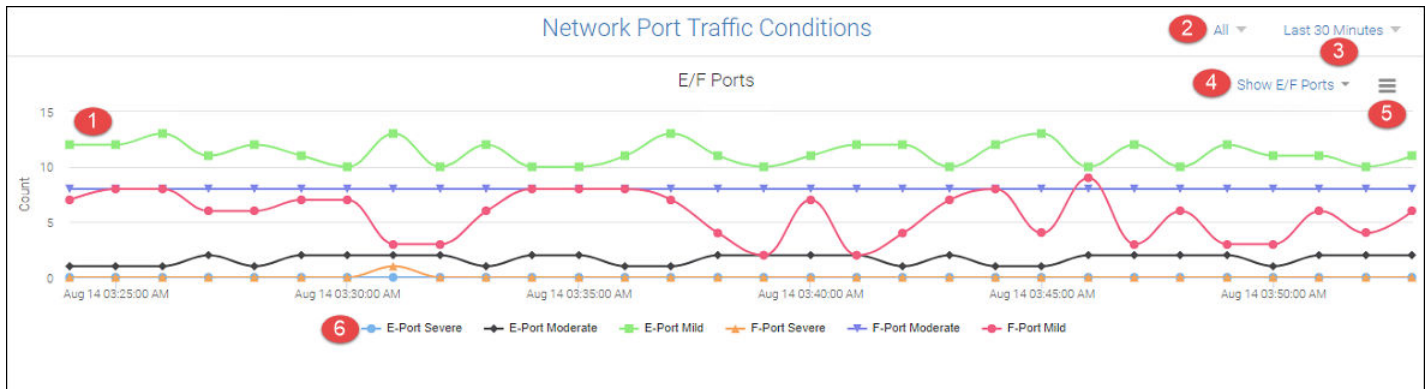 Network Port Traffic Conditions
2 All Last 30 Minutes
3
E/F Ports
4 Show E/F Ports
5
15
1
10
5
0
Count
Aug 14 03:25:00 AM Aug 14 03:30:00 AM Aug 14 03:35:00 AM Aug 14 03:40:00 AM Aug 14 03:45:00 AM Aug 14 03:50:00 AM
6 E-Port Severe E-Port Moderate E-Port Mild F-Port Severe F-Port Moderate F-Port Mild